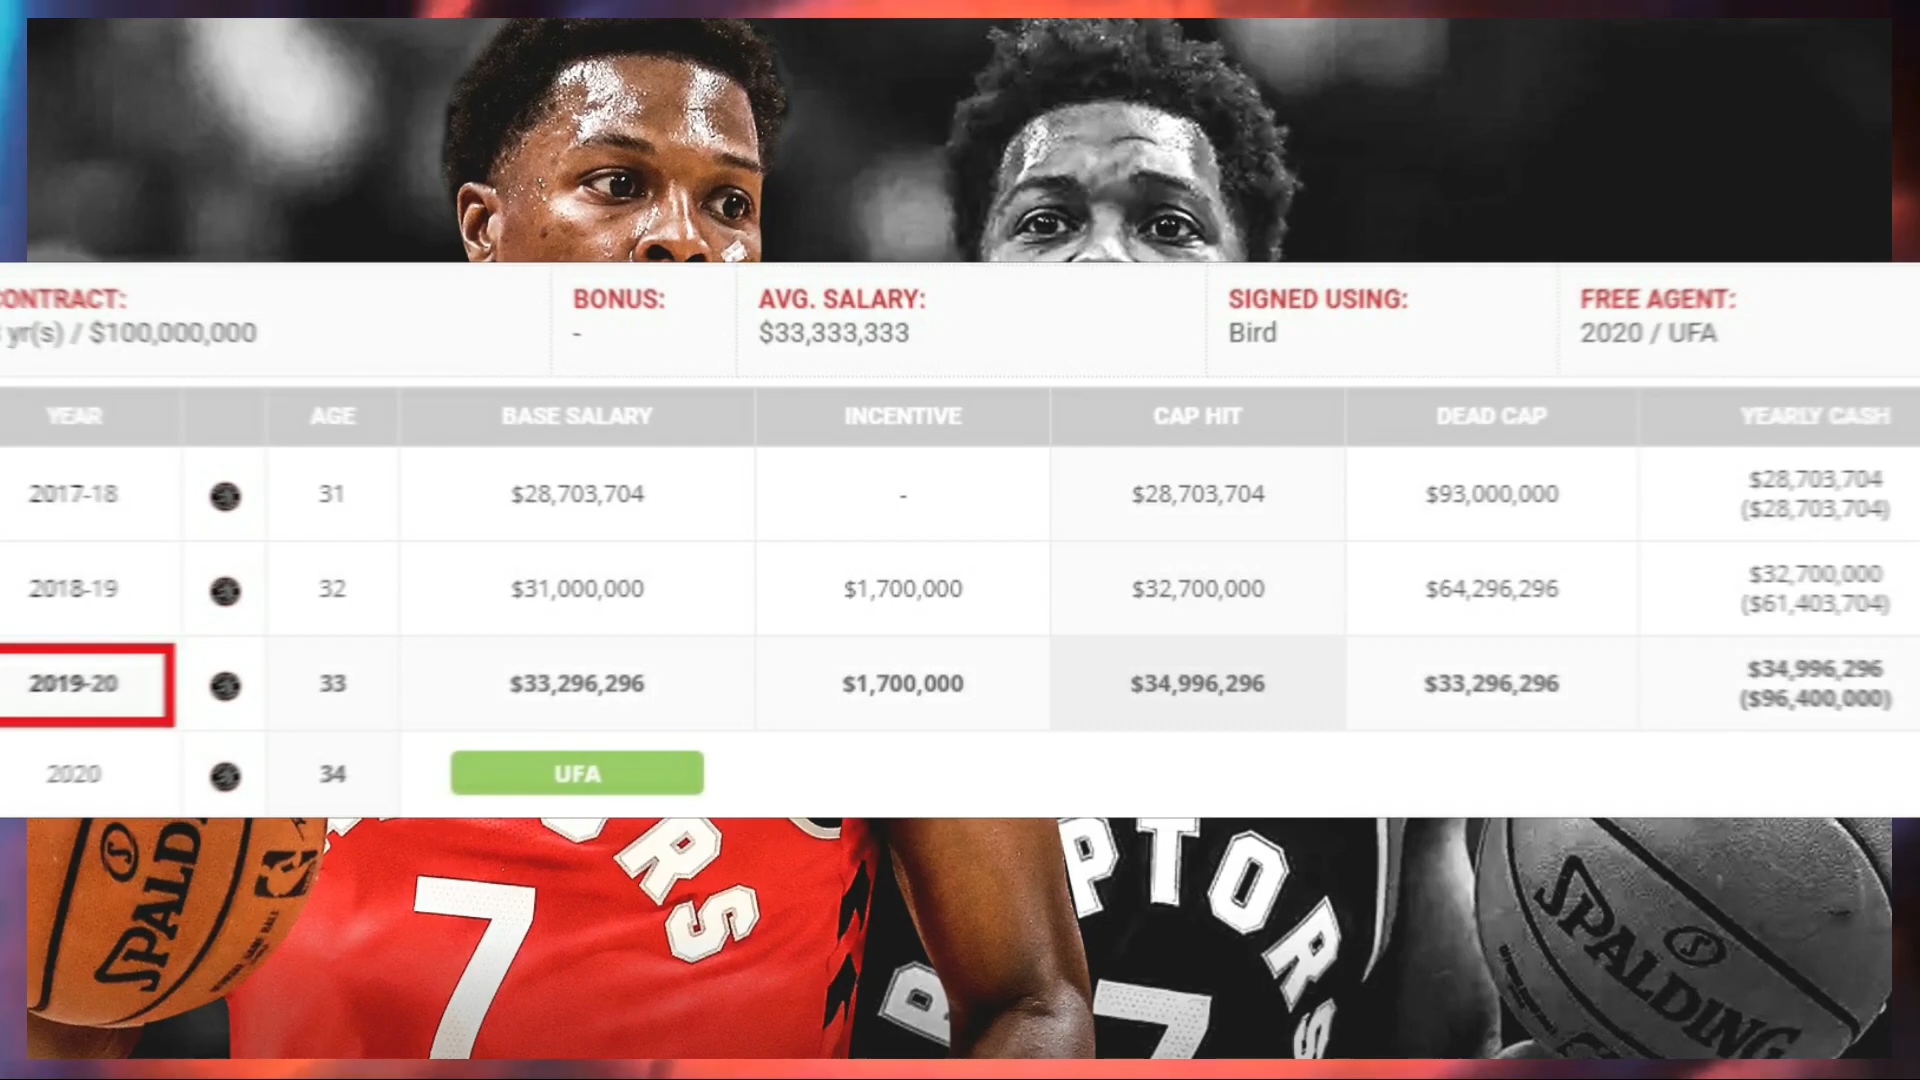 CONTRACT: BONUS: AVG. SALARY: SIGNED USING: FREE AGENT:
yr(s) / $100,000,000 - $33,333,333 Bird 2020 / UFA
YEAR AGE BASE SALARY INCENTIVE CAP HIT DEAD CAP YEARLY CASH
2017-18 31 $28,703,704 - $28,703,704 $93,000,000 $28,703,704
($28,703,704)
2018-19 32 $31,000,000 $1,700,000 $32,700,000 $64,296,296 $32,700,000
($61,403,704)
2019-20 33 $33,296,296 $1,700,000 $34,996,296 $33,296,296 $34,996,296
($96,400,000)
2020 34 UFA
SPALD
ORS
7
R PTORS
7
SPALDING